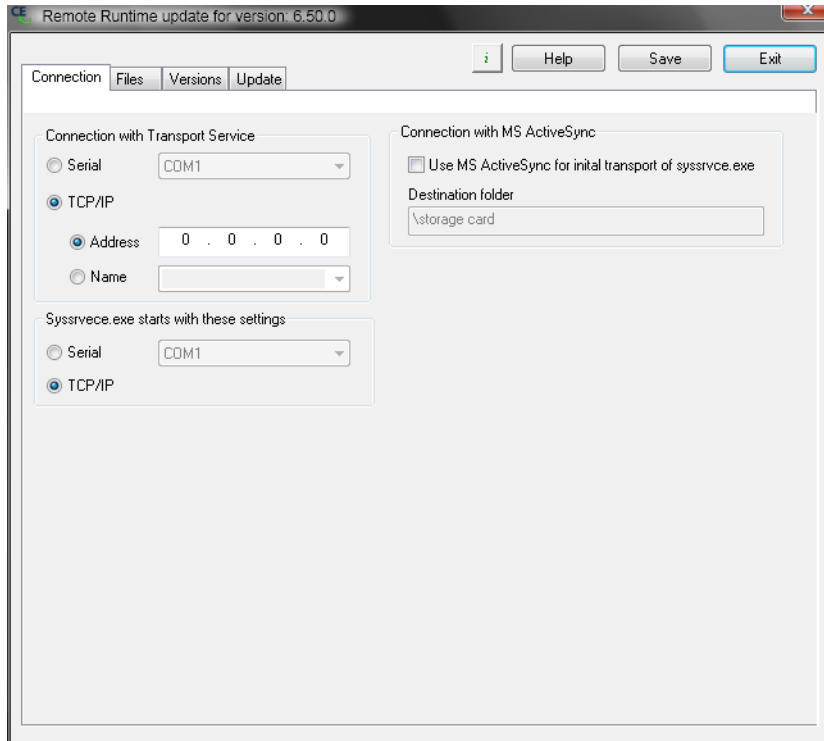 CE Remote Runtime update for version: 6.50.0
i Help Save Exit
Connection Files Versions Update
Connection with Transport Service
Serial COM1
TCP/IP
Address 0 . 0 . 0 . 0
Name
Syssrvece.exe starts with these settings
Serial COM1
TCP/IP
Connection with MS ActiveSync
Use MS ActiveSync for inital transport of syssrvce.exe
Destination folder
\storage card